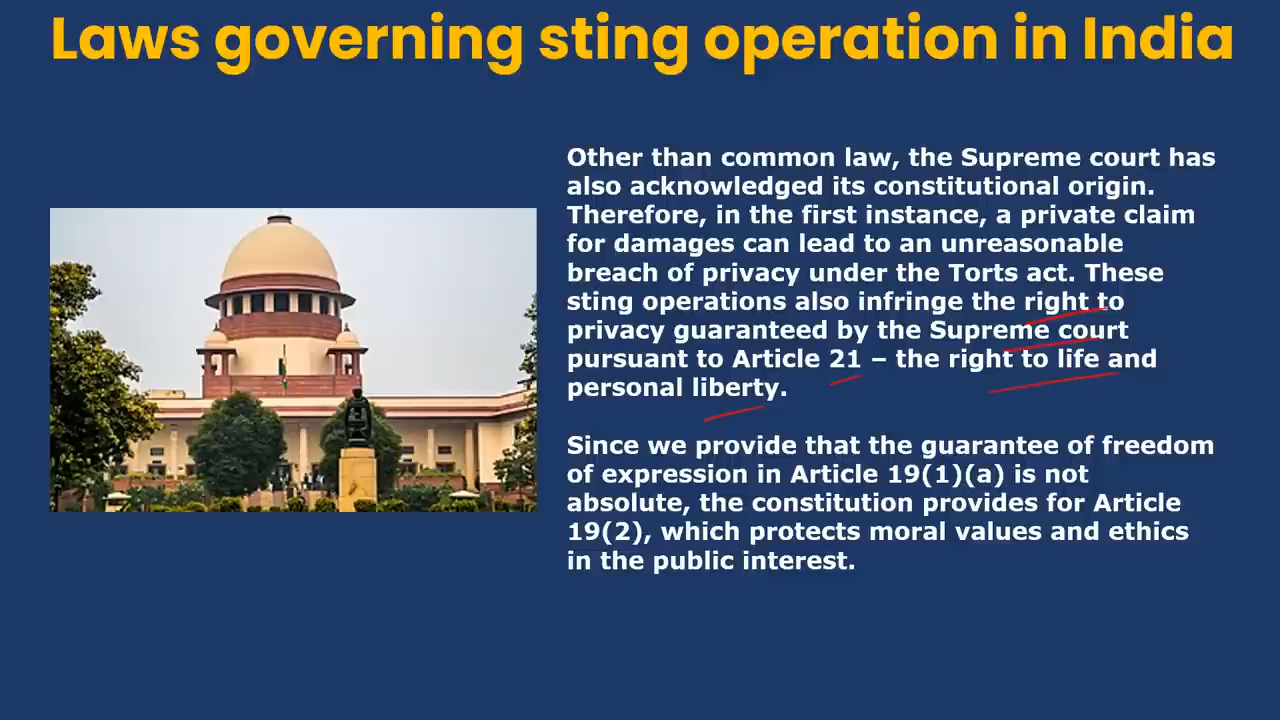 Laws governing sting operation in India
Other than common law, the Supreme court has
also acknowledged its constitutional origin.
Therefore, in the first instance, a private claim
for damages can lead to an unreasonable
breach of privacy under the Torts act. These
sting operations also infringe the right to
privacy guaranteed by the Supreme court
pursuant to Article 21 – the right to life and
personal liberty.
Since we provide that the guarantee of freedom
of expression in Article 19(1)(a) is not
absolute, the constitution provides for Article
19(2), which protects moral values and ethics
in the public interest.